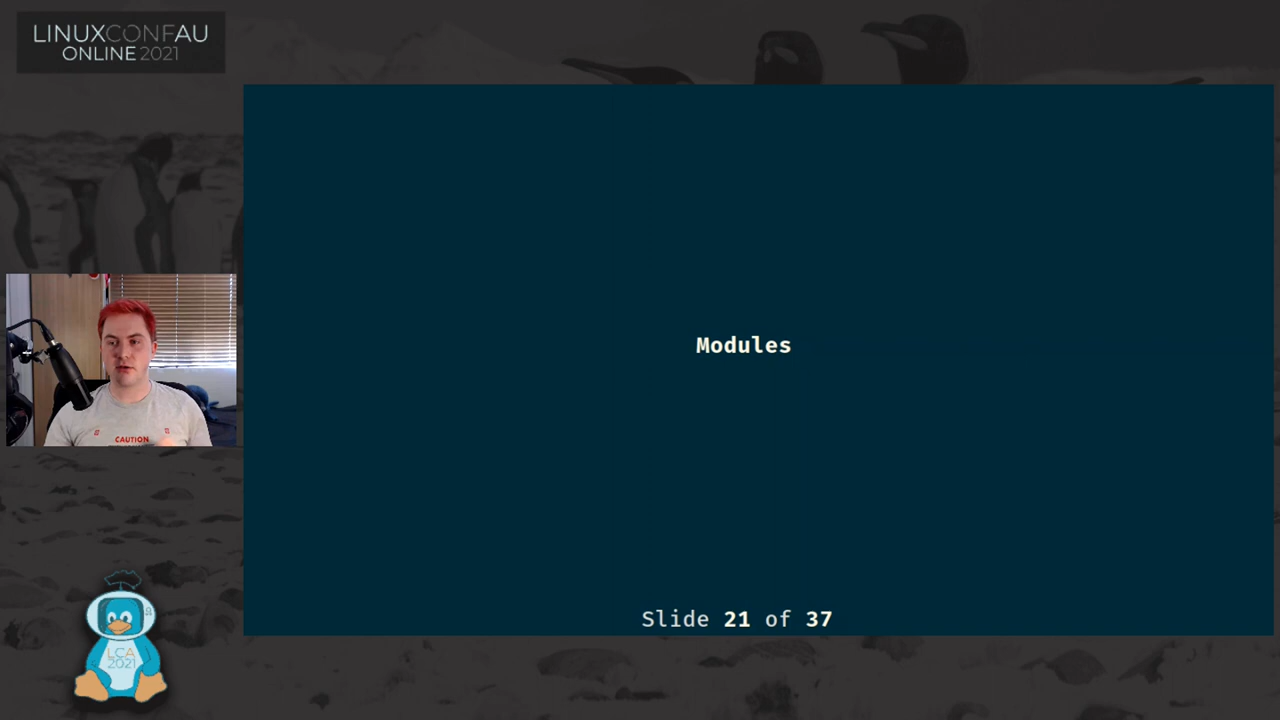 LINUXCONFAU
ONLINE 2021
Modules
CAUTION
LCA
2021
Slide 21 of 37